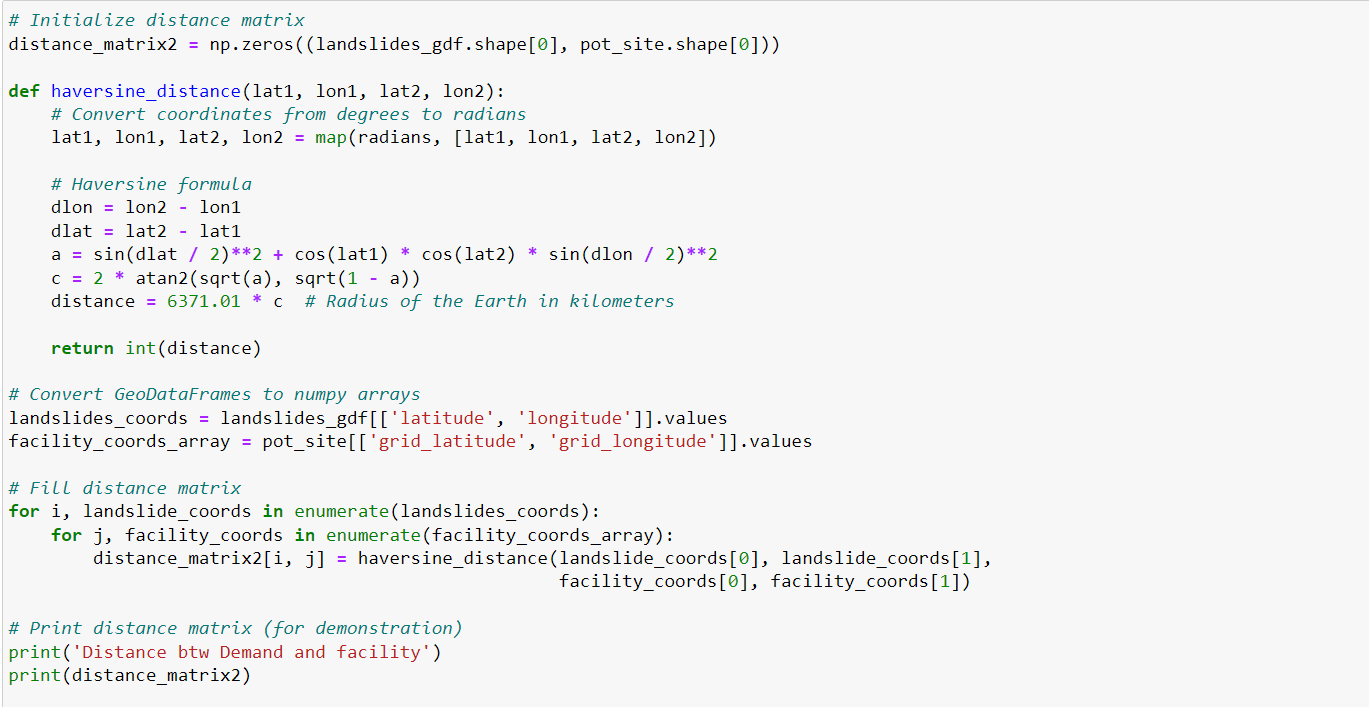 # Initialize distance matrix
distance_matrix2 = np.zeros((landslides_gdf.shape[0], pot_site.shape[0]))

def haversine_distance(lat1, lon1, lat2, lon2):
    # Convert coordinates from degrees to radians
    lat1, lon1, lat2, lon2 = map(radians, [lat1, lon1, lat2, lon2])

    # Haversine formula
    dlon = lon2 - lon1
    dlat = lat2 - lat1
    a = sin(dlat / 2)**2 + cos(lat1) * cos(lat2) * sin(dlon / 2)**2
    c = 2 * atan2(sqrt(a), sqrt(1 - a))
    distance = 6371.01 * c  # Radius of the Earth in kilometers

    return int(distance)

# Convert GeoDataFrames to numpy arrays
landslides_coords = landslides_gdf[['latitude', 'longitude']].values
facility_coords_array = pot_site[['grid_latitude', 'grid_longitude']].values

# Fill distance matrix
for i, landslide_coords in enumerate(landslides_coords):
    for j, facility_coords in enumerate(facility_coords_array):
        distance_matrix2[i, j] = haversine_distance(landslide_coords[0], landslide_coords[1],
                                                    facility_coords[0], facility_coords[1])

# Print distance matrix (for demonstration)
print('Distance btw Demand and facility')
print(distance_matrix2)